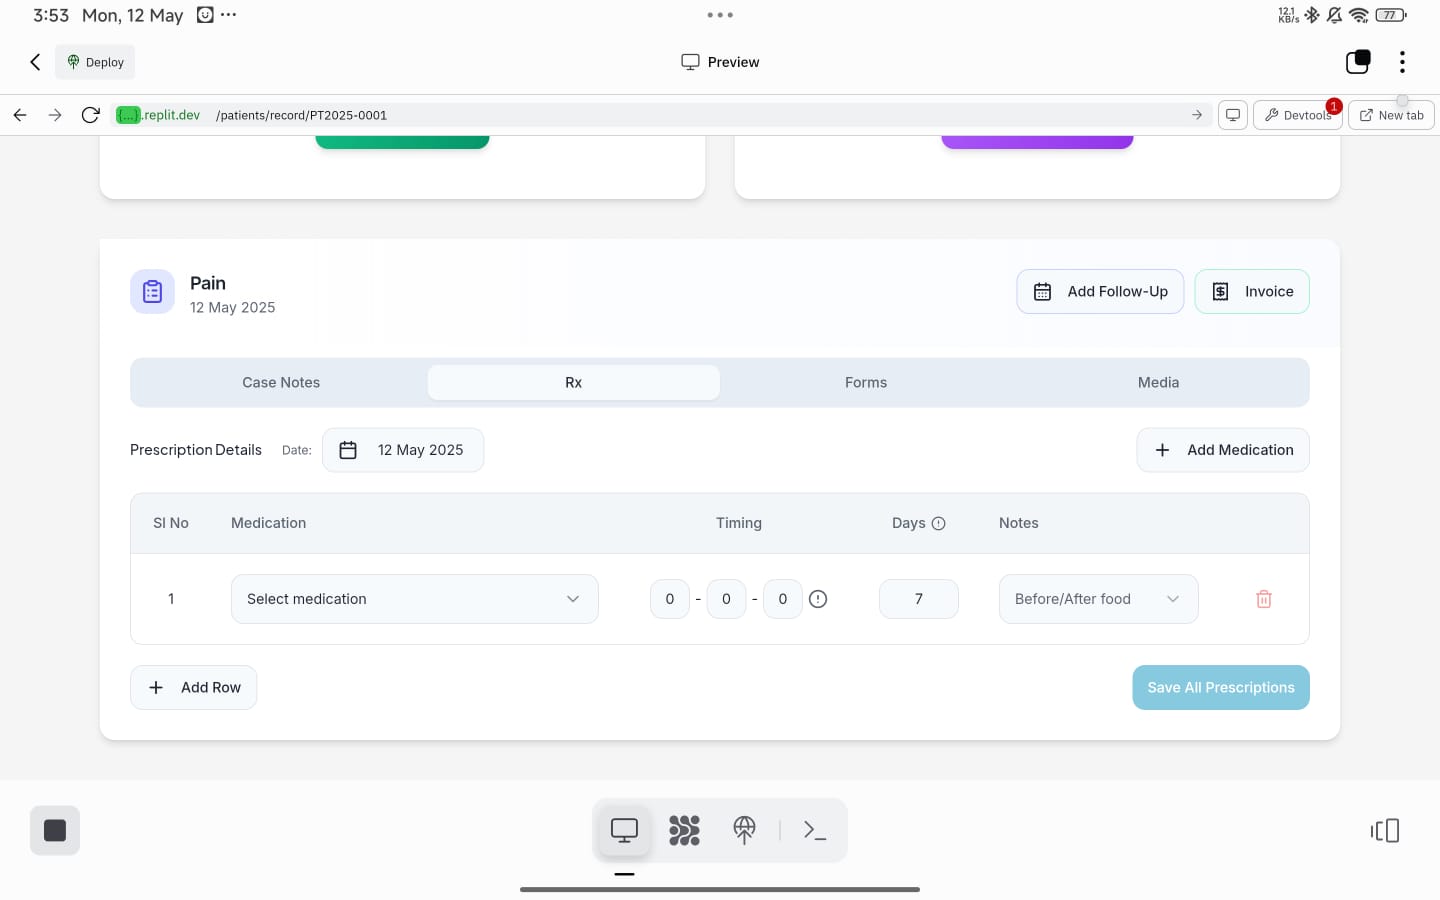 3:53 Mon, 12 May
12.1 KB/s 77
Deploy
Preview
{...}.replit.dev /patients/record/PT2025-0001
Devtools 1
New tab
Pain
12 May 2025
Add Follow-Up
Invoice
Case Notes Rx Forms Media
Prescription Details Date: 12 May 2025
Add Medication
Sl No Medication Timing Days Notes
1 Select medication 0 - 0 - 0 7 Before/After food
Add Row
Save All Prescriptions